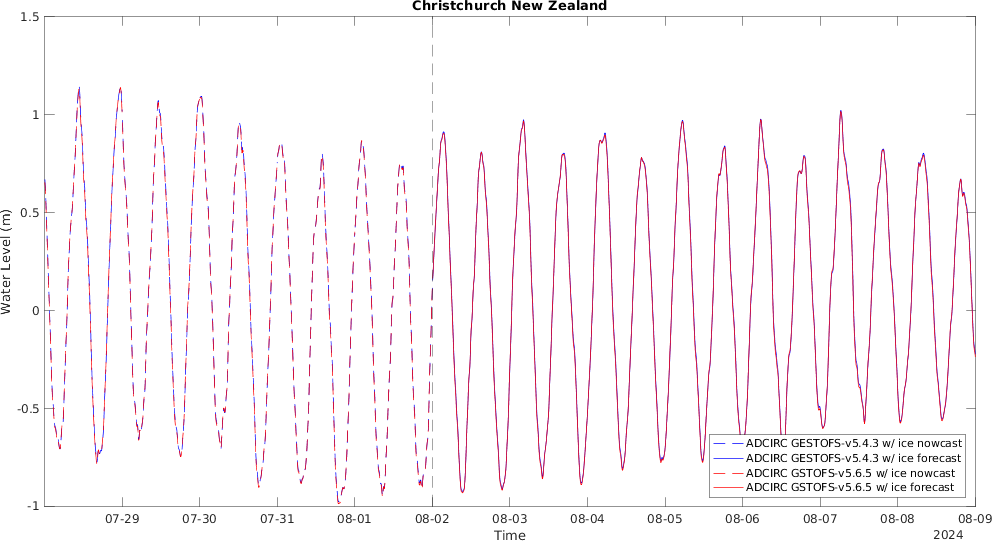 Christchurch New Zealand
1.5
1
0.5
0
-0.5
-1
Water Level (m)
ADCIRC GESTOFS-v5.4.3 w/ ice nowcast
ADCIRC GESTOFS-v5.4.3 w/ ice forecast
ADCIRC GSTOFS-v5.6.5 w/ ice nowcast
ADCIRC GSTOFS-v5.6.5 w/ ice forecast
07-29 07-30 07-31 08-01 08-02 08-03 08-04 08-05 08-06 08-07 08-08 08-09
Time
2024